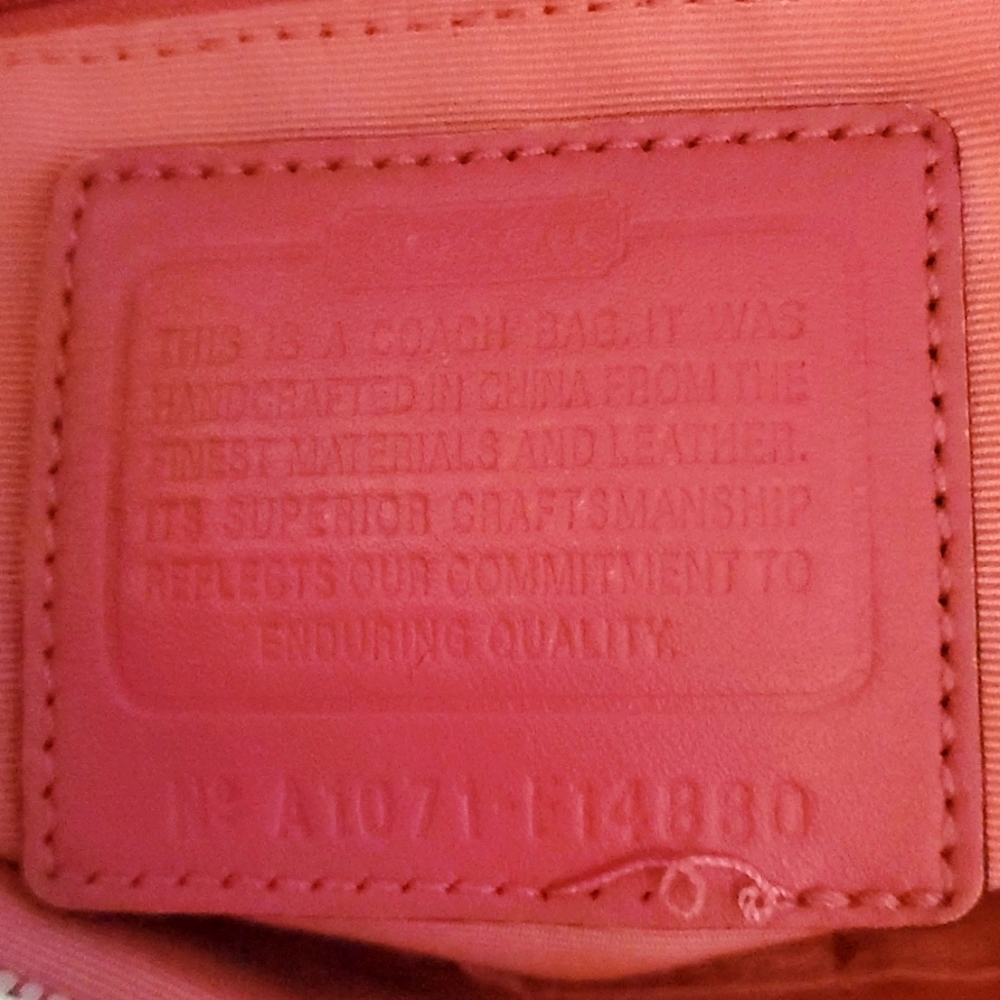 THIS IS A COACH BAG. IT WAS
HANDCRAFTED IN CHINA FROM THE
FINEST MATERIALS AND LEATHER.
ITS SUPERIOR CRAFTSMANSHIP
REFLECTS OUR COMMITMENT TO
ENDURING QUALITY.
Nº A1071-F14880